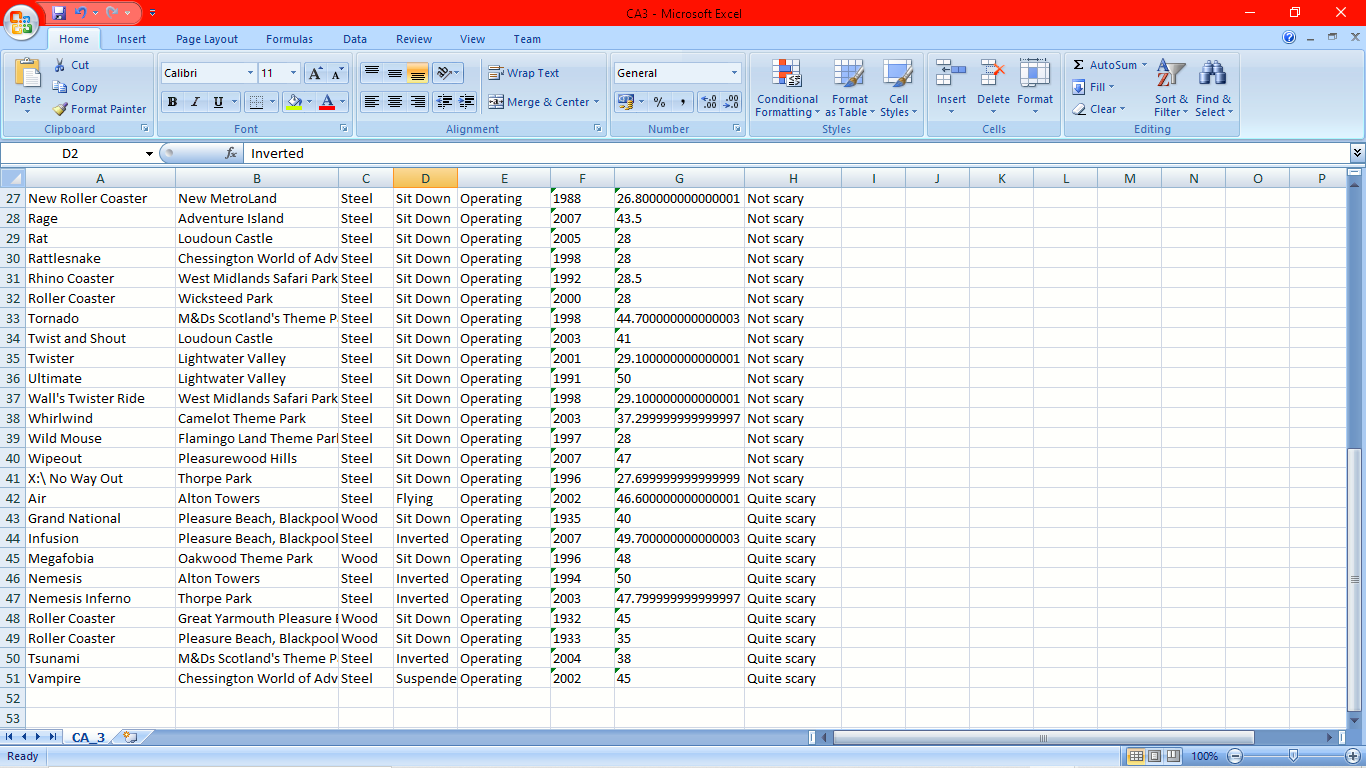 CA3 - Microsoft Excel
Home Insert Page Layout Formulas Data Review View Team
Paste Cut Copy Format Painter Clipboard
Calibri 11 A A B I U A Font
Wrap Text Merge & Center Alignment
General % , .00 .00 Number
Conditional Formatting Format as Table Cell Styles Styles
Insert Delete Format Cells
Σ AutoSum Fill Clear Sort & Filter Find & Select Editing
D2 fx Inverted
A B C D E F G H I J K L M N O P
27 New Roller Coaster New MetroLand Steel Sit Down Operating 1988 26.800000000000001 Not scary
28 Rage Adventure Island Steel Sit Down Operating 2007 43.5 Not scary
29 Rat Loudoun Castle Steel Sit Down Operating 2005 28 Not scary
30 Rattlesnake Chessington World of Adv Steel Sit Down Operating 1998 28 Not scary
31 Rhino Coaster West Midlands Safari Park Steel Sit Down Operating 1992 28.5 Not scary
32 Roller Coaster Wicksteed Park Steel Sit Down Operating 2000 28 Not scary
33 Tornado M&Ds Scotland's Theme P Steel Sit Down Operating 1998 44.700000000000003 Not scary
34 Twist and Shout Loudoun Castle Steel Sit Down Operating 2003 41 Not scary
35 Twister Lightwater Valley Steel Sit Down Operating 2001 29.100000000000001 Not scary
36 Ultimate Lightwater Valley Steel Sit Down Operating 1991 50 Not scary
37 Wall's Twister Ride West Midlands Safari Park Steel Sit Down Operating 1998 29.100000000000001 Not scary
38 Whirlwind Camelot Theme Park Steel Sit Down Operating 2003 37.299999999999997 Not scary
39 Wild Mouse Flamingo Land Theme Par Steel Sit Down Operating 1997 28 Not scary
40 Wipeout Pleasurewood Hills Steel Sit Down Operating 2007 47 Not scary
41 X:\ No Way Out Thorpe Park Steel Sit Down Operating 1996 27.699999999999999 Not scary
42 Air Alton Towers Steel Flying Operating 2002 46.600000000000001 Quite scary
43 Grand National Pleasure Beach, Blackpool Wood Sit Down Operating 1935 40 Quite scary
44 Infusion Pleasure Beach, Blackpool Steel Inverted Operating 2007 49.700000000000003 Quite scary
45 Megafobia Oakwood Theme Park Wood Sit Down Operating 1996 48 Quite scary
46 Nemesis Alton Towers Steel Inverted Operating 1994 50 Quite scary
47 Nemesis Inferno Thorpe Park Steel Inverted Operating 2003 47.799999999999997 Quite scary
48 Roller Coaster Great Yarmouth Pleasure Wood Sit Down Operating 1932 45 Quite scary
49 Roller Coaster Pleasure Beach, Blackpool Wood Sit Down Operating 1933 35 Quite scary
50 Tsunami M&Ds Scotland's Theme P Steel Inverted Operating 2004 38 Quite scary
51 Vampire Chessington World of Adv Steel Suspende Operating 2002 45 Quite scary
52
53
CA_3
Ready 100%